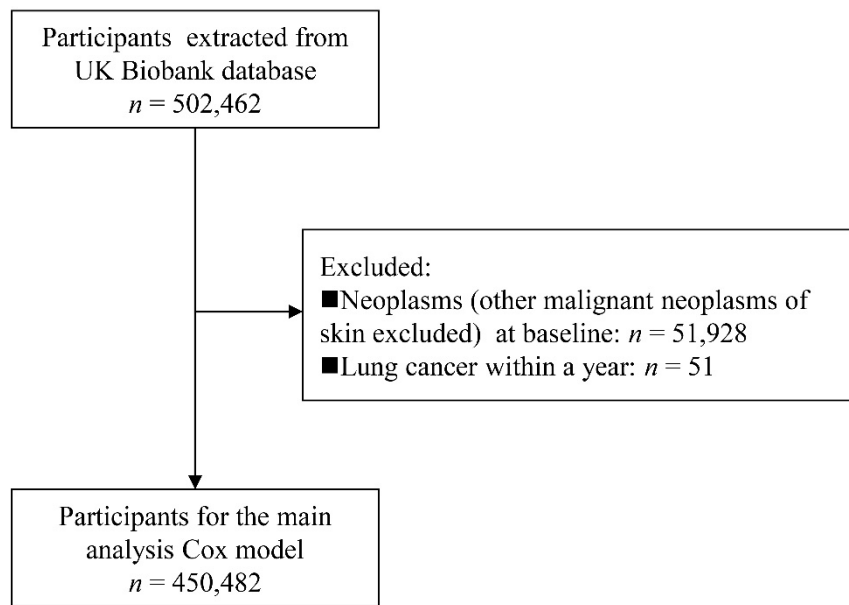 Participants extracted from
UK Biobank database
n = 502,462
Excluded:
■Neoplasms (other malignant neoplasms of
skin excluded) at baseline: n = 51,928
■Lung cancer within a year: n = 51
Participants for the main
analysis Cox model
n = 450,482